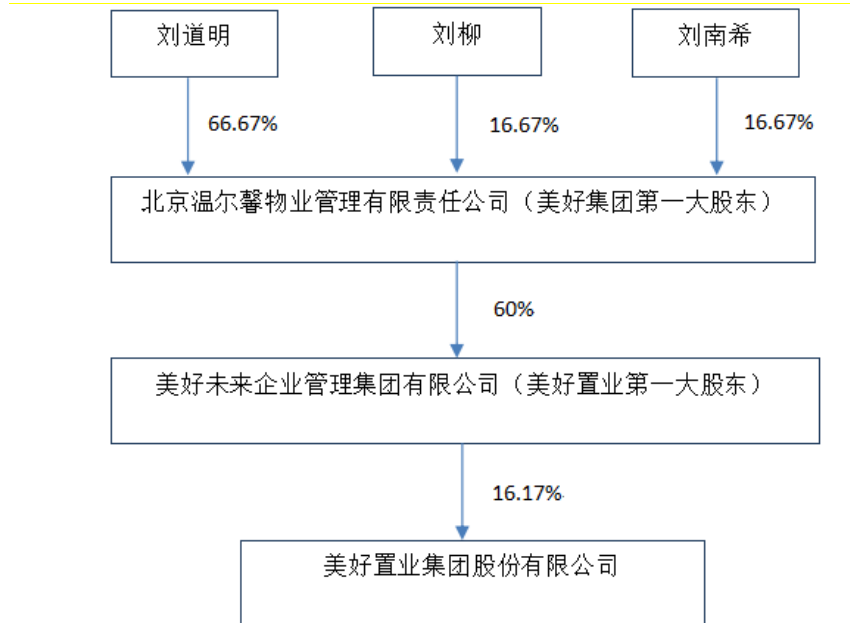 刘道明
刘柳
刘南希
66.67%
16.67%
16.67%
北京温尔馨物业管理有限责任公司（美好集团第一大股东）
60%
美好未来企业管理集团有限公司（美好置业第一大股东）
16.17%
美好置业集团股份有限公司